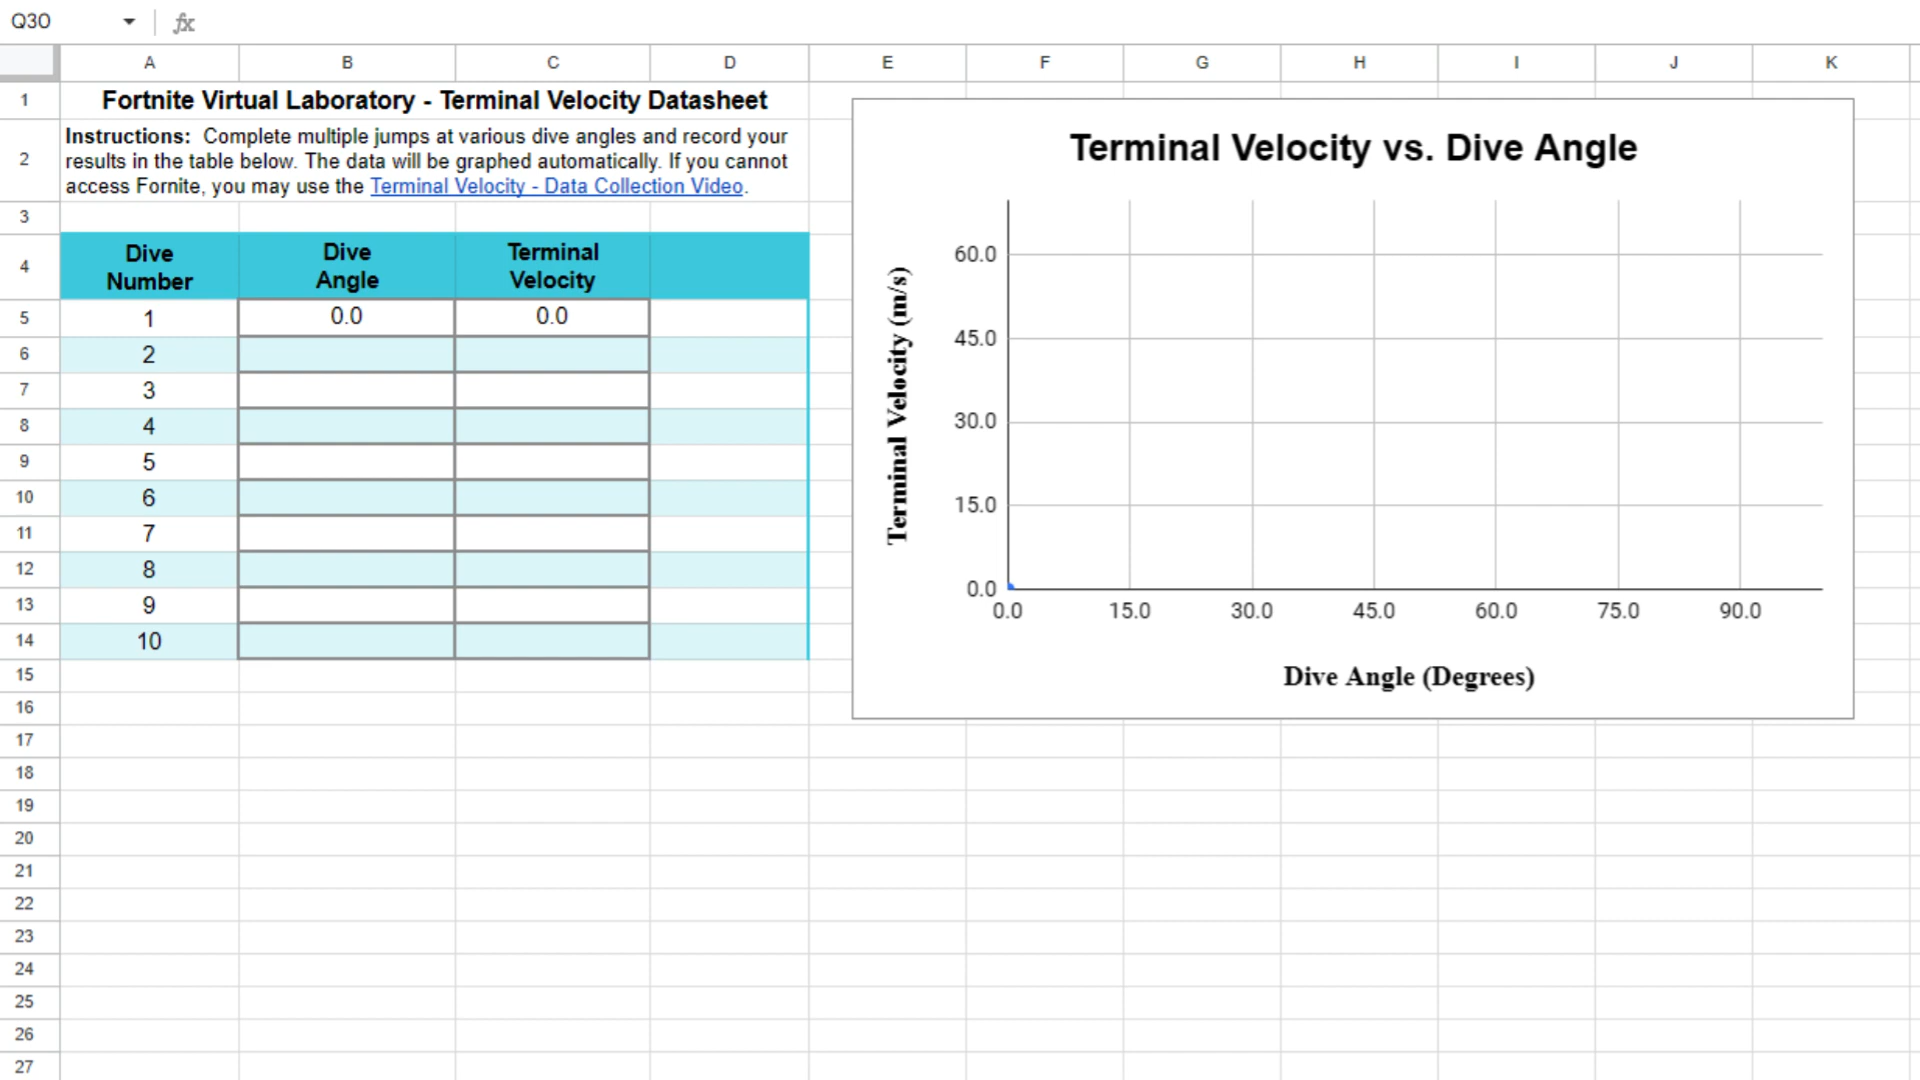 Q30
fx
A B C D E F G H I J K
1 Fortnite Virtual Laboratory - Terminal Velocity Datasheet
Instructions: Complete multiple jumps at various dive angles and record your
2 results in the table below. The data will be graphed automatically. If you cannot
access Fornite, you may use the Terminal Velocity - Data Collection Video.
3
4
Dive Number
Dive Angle
Terminal Velocity
5 1 0.0 0.0
6 2
7 3
8 4
9 5
10 6
11 7
12 8
13 9
14 10
15
16
17
18
19
20
21
22
23
24
25
26
27
Terminal Velocity vs. Dive Angle
Terminal Velocity (m/s)
60.0
45.0
30.0
15.0
0.0
0.0 15.0 30.0 45.0 60.0 75.0 90.0
Dive Angle (Degrees)